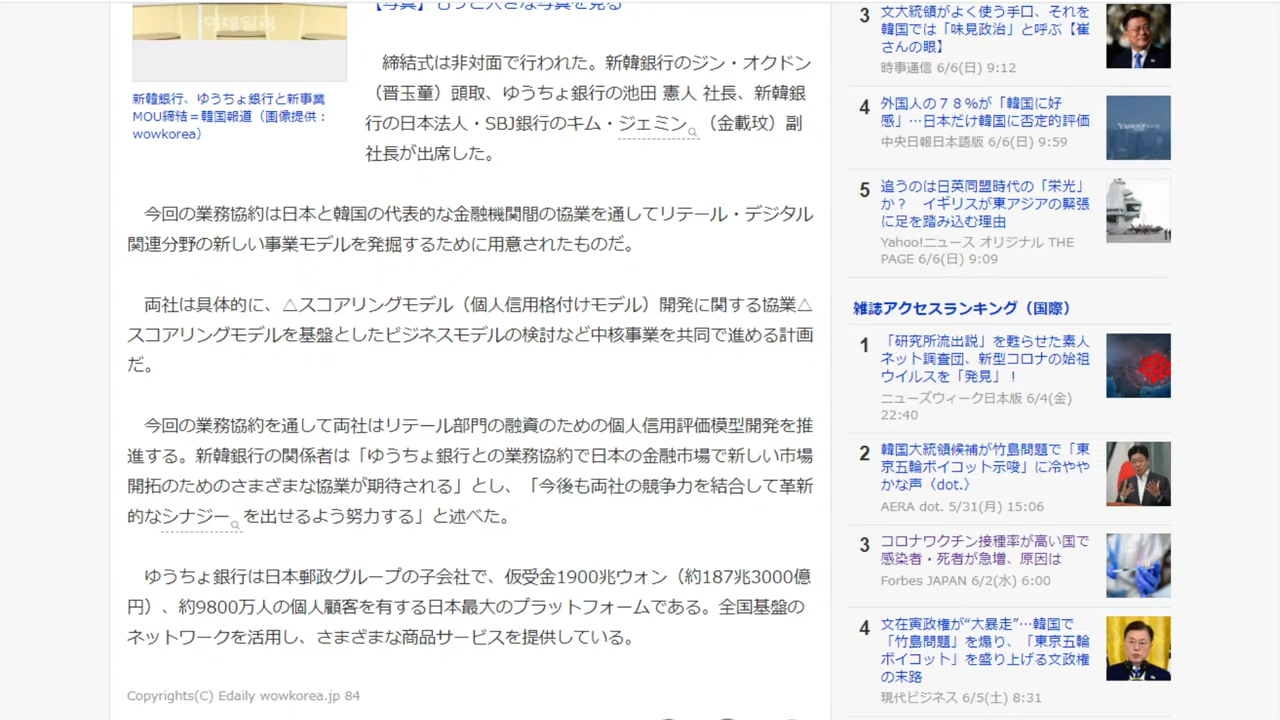 【写真】もっと大きな写真を見る
이데일리
新韓銀行、ゆうちょ銀行と新事業
MOU締結＝韓国報道（画像提供：
wowkorea）
締結式は非対面で行われた。新韓銀行のジン・オクドン
（晋玉童）頭取、ゆうちょ銀行の池田 憲人 社長、新韓銀
行の日本法人・SBJ銀行のキム・ジェミン（金載玟）副
社長が出席した。
今回の業務協約は日本と韓国の代表的な金融機関間の協業を通してリテール・デジタル
関連分野の新しい事業モデルを発掘するために用意されたものだ。
両社は具体的に、△スコアリングモデル（個人信用格付けモデル）開発に関する協業△
スコアリングモデルを基盤としたビジネスモデルの検討など中核事業を共同で進める計画
だ。
今回の業務協約を通して両社はリテール部門の融資のための個人信用評価模型開発を推
進する。新韓銀行の関係者は「ゆうちょ銀行との業務協約で日本の金融市場で新しい市場
開拓のためのさまざまな協業が期待される」とし、「今後も両社の競争力を結合して革新
的なシナジーを出せるよう努力する」と述べた。
ゆうちょ銀行は日本郵政グループの子会社で、仮受金1900兆ウォン（約187兆3000億
円）、約9800万人の個人顧客を有する日本最大のプラットフォームである。全国基盤の
ネットワークを活用し、さまざまな商品サービスを提供している。
Copyrights(C) Edaily wowkorea.jp 84
3
文大統領がよく使う手口、それを
韓国では「味見政治」と呼ぶ【崔
さんの眼】
時事通信 6/6(日) 9:12
4
外国人の７８％が「韓国に好
感」…日本だけ韓国に否定的評価
中央日報日本語版 6/6(日) 9:59
5
追うのは日英同盟時代の「栄光」
か？ イギリスが東アジアの緊張
に足を踏み込む理由
Yahoo!ニュース オリジナル THE
PAGE 6/6(日) 9:09
雑誌アクセスランキング（国際）
1
「研究所流出説」を甦らせた素人
ネット調査団、新型コロナの始祖
ウイルスを「発見」！
ニューズウィーク日本版 6/4(金)
22:40
2
韓国大統領候補が竹島問題で「東
京五輪ボイコット示唆」に冷やや
かな声〈dot.〉
AERA dot. 5/31(月) 15:06
3
コロナワクチン接種率が高い国で
感染者・死者が急増、原因は
Forbes JAPAN 6/2(水) 6:00
4
文在寅政権が“大暴走”…韓国で
「竹島問題」を煽り、「東京五輪
ボイコット」を盛り上げる文政権
の末路
現代ビジネス 6/5(土) 8:31